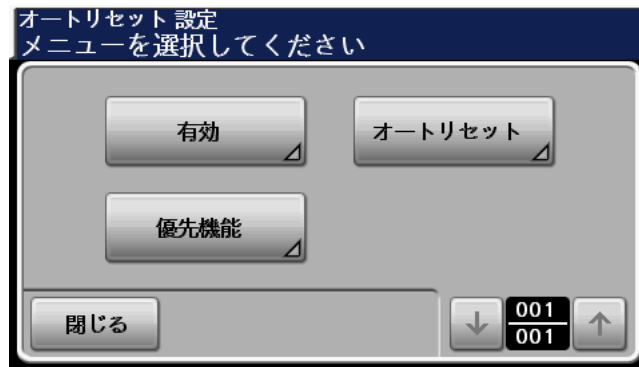 オートリセット 設定
メニューを選択してください
有効
オートリセット
優先機能
閉じる
001
001